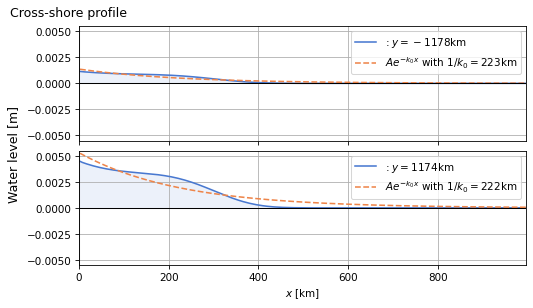 Cross-shore profile
Water level [m]
0.0050
0.0025
0.0000
−0.0025
−0.0050
: y = −1178km
Ae^{−k₀x} with 1/k₀ = 223km
0.0050
0.0025
0.0000
−0.0025
−0.0050
: y = 1174km
Ae^{−k₀x} with 1/k₀ = 222km
0 200 400 600 800
x [km]